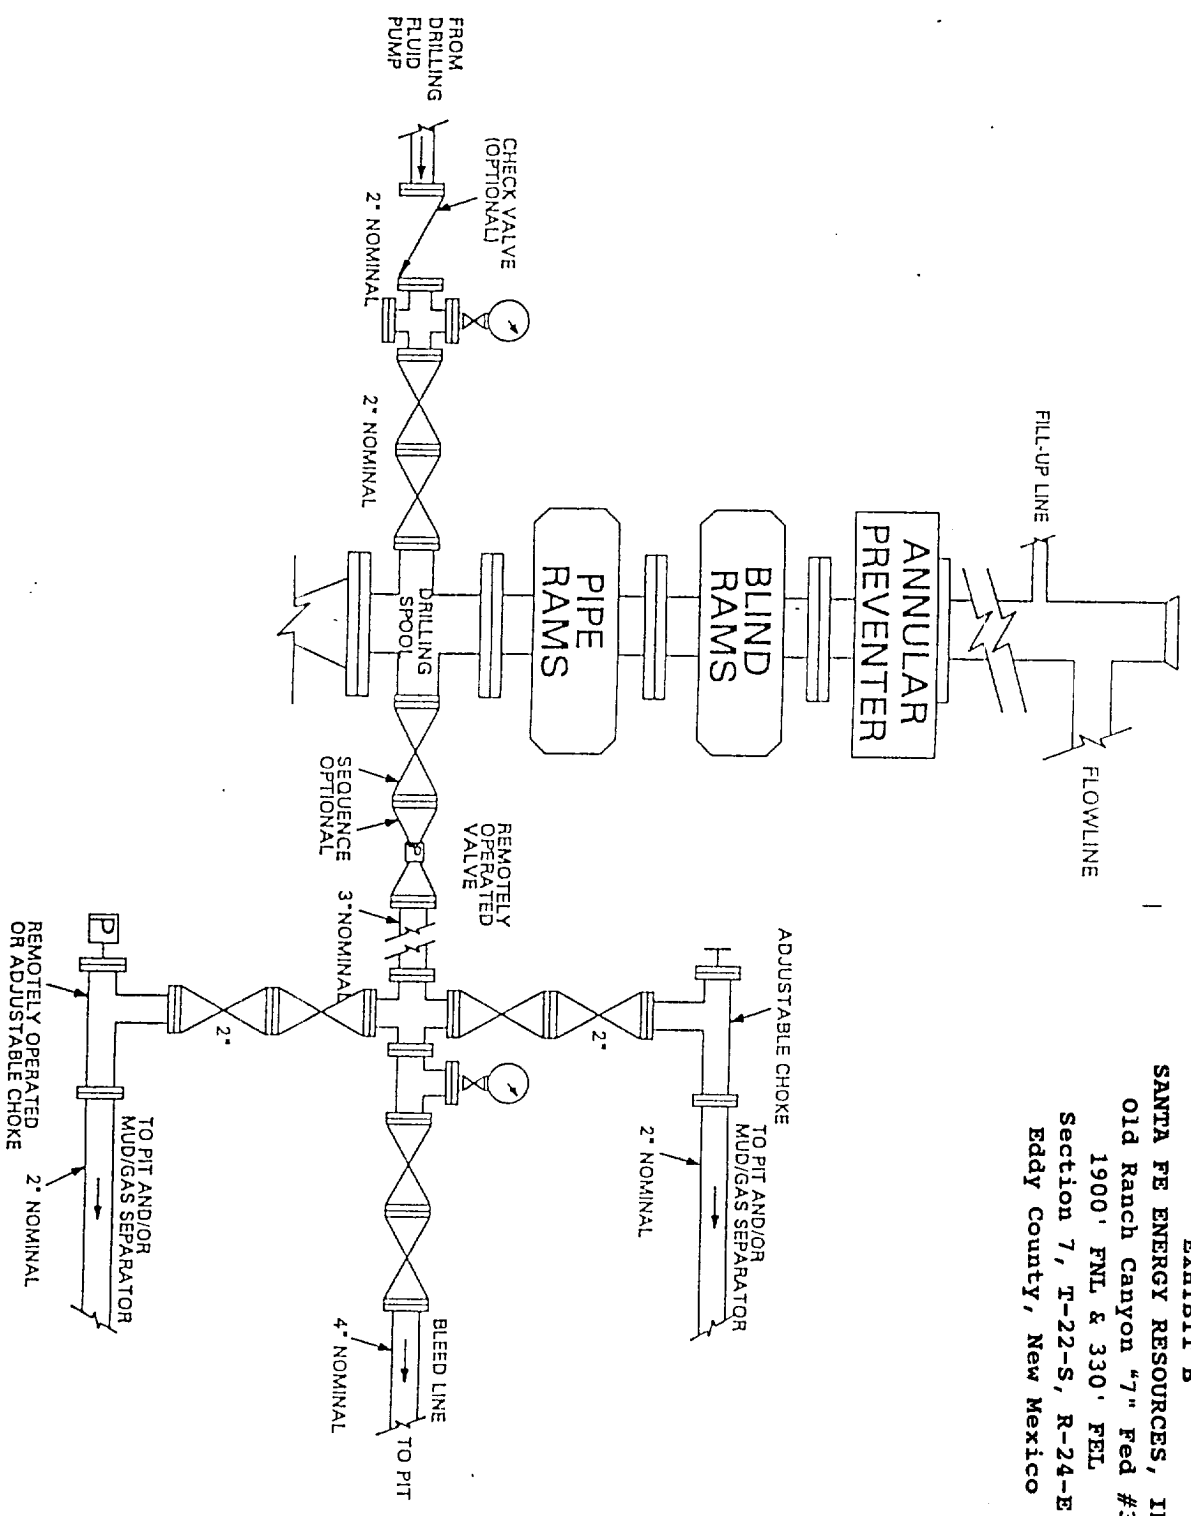 EXHIBIT B
SANTA FE ENERGY RESOURCES,
Old Ranch Canyon "7" Fed
1900' FNL & 330' FEL
Section 7, T-22-S, R-24-E
Eddy County, New Mexico
FILL-UP LINE
FLOWLINE
ANNULAR
PREVENTER
BLIND
RAMS
PIPE
RAMS
DRILLING
SPOOL
FROM
DRILLING
FLUID
PUMP
CHECK VALVE
(OPTIONAL)
2" NOMINAL
2" NOMINAL
SEQUENCE
OPTIONAL
REMOTELY
OPERATED
VALVE
P
3" NOMINAL
ADJUSTABLE CHOKE
2"
TO PIT AND/OR
MUD/GAS SEPARATOR
2" NOMINAL
BLEED LINE
4" NOMINAL
TO PIT
2"
P
REMOTELY OPERATED
OR ADJUSTABLE CHOKE
TO PIT AND/OR
MUD/GAS SEPARATOR
2" NOMINAL